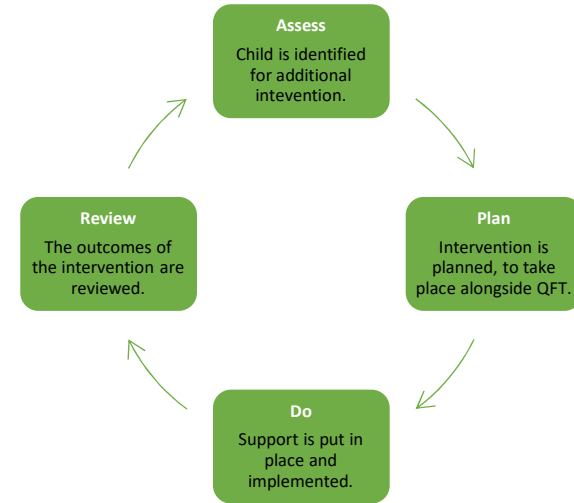 Assess
Child is identified
for additional
intevention.
Plan
Intervention is
planned, to take
place alongside QFT.
Do
Support is put in
place and
implemented.
Review
The outcomes of
the intervention are
reviewed.